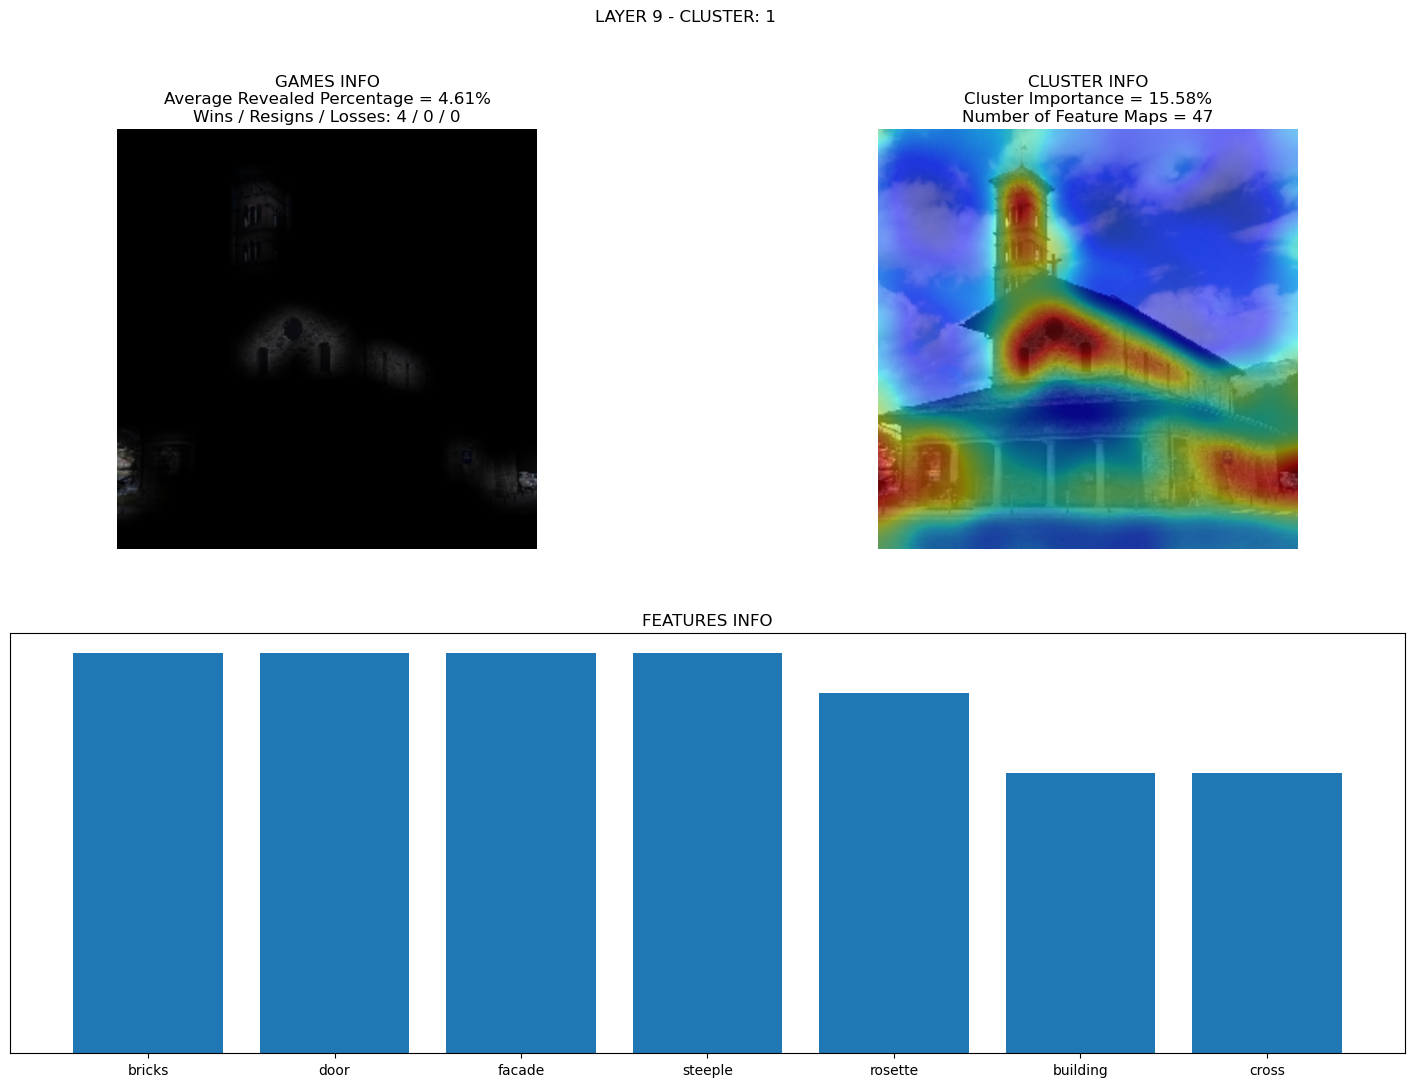 LAYER 9 - CLUSTER: 1
GAMES INFO
Average Revealed Percentage = 4.61%
Wins / Resigns / Losses: 4 / 0 / 0
CLUSTER INFO
Cluster Importance = 15.58%
Number of Feature Maps = 47
FEATURES INFO
bricks door facade steeple rosette building cross